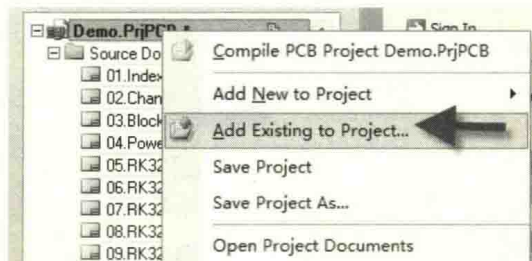 Demo.PrjPCB *
Sign In
Source Do
Compile PCB Project Demo.PrjPCB
01.Index
02.Chan
Add New to Project
03.Block
Add Existing to Project...
04.Powe
05.RK32
Save Project
06.RK32
Save Project As...
07.RK32
08.RK32
Open Project Documents
09.RK32